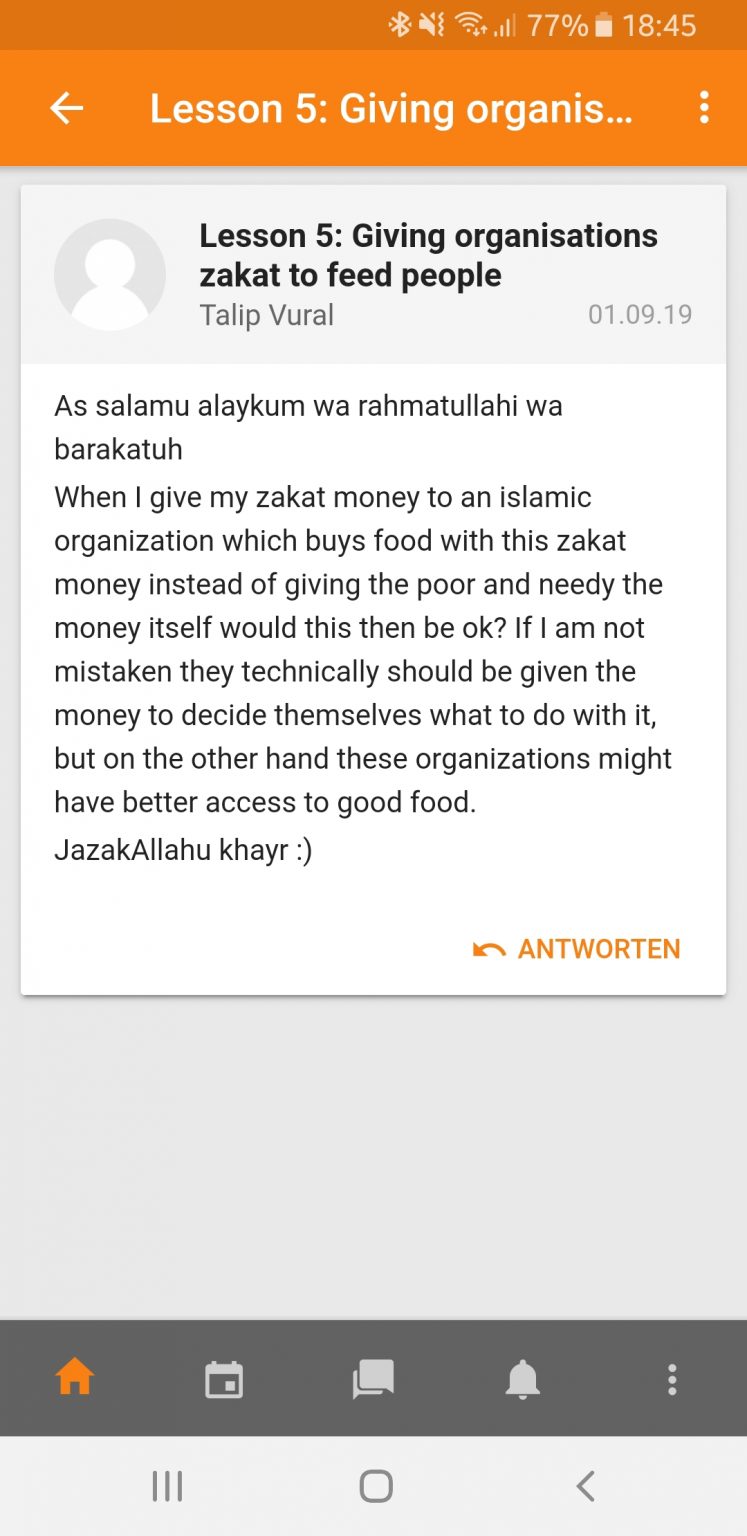 77% 18:45
Lesson 5: Giving organis...
Lesson 5: Giving organisations
zakat to feed people
Talip Vural 01.09.19
As salamu alaykum wa rahmatullahi wa
barakatuh
When I give my zakat money to an islamic
organization which buys food with this zakat
money instead of giving the poor and needy the
money itself would this then be ok? If I am not
mistaken they technically should be given the
money to decide themselves what to do with it,
but on the other hand these organizations might
have better access to good food.
JazakAllahu khayr :)
ANTWORTEN